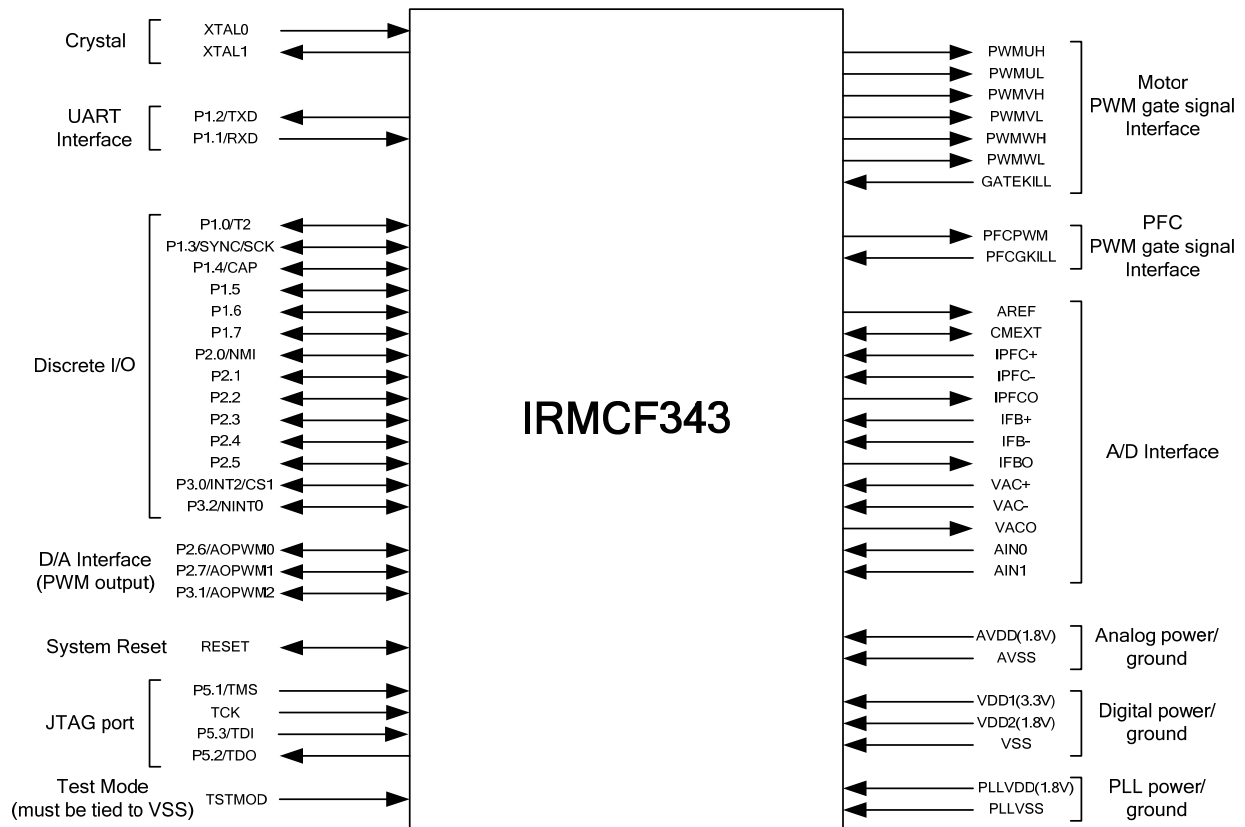 Crystal
XTAL0
XTAL1
UART
Interface
P1.2/TXD
P1.1/RXD
Discrete I/O
P1.0/T2
P1.3/SYNC/SCK
P1.4/CAP
P1.5
P1.6
P1.7
P2.0/NMI
P2.1
P2.2
P2.3
P2.4
P2.5
P3.0/INT2/CS1
P3.2/NINT0
D/A Interface
(PWM output)
P2.6/AOPWM0
P2.7/AOPWM1
P3.1/AOPWM2
System Reset
RESET
JTAG port
P5.1/TMS
TCK
P5.3/TDI
P5.2/TDO
Test Mode
(must be tied to VSS)
TSTMOD
IRMCF343
PWMUH
PWMUL
PWMVH
PWMVL
PWMWH
PWMWL
GATEKILL
Motor
PWM gate signal
Interface
PFCPWM
PFCGKILL
PFC
PWM gate signal
Interface
AREF
CMEXT
IPFC+
IPFC-
IPFCO
IFB+
IFB-
IFBO
VAC+
VAC-
VACO
AIN0
AIN1
A/D Interface
AVDD(1.8V)
AVSS
Analog power/
ground
VDD1(3.3V)
VDD2(1.8V)
VSS
Digital power/
ground
PLLVDD(1.8V)
PLLVSS
PLL power/
ground